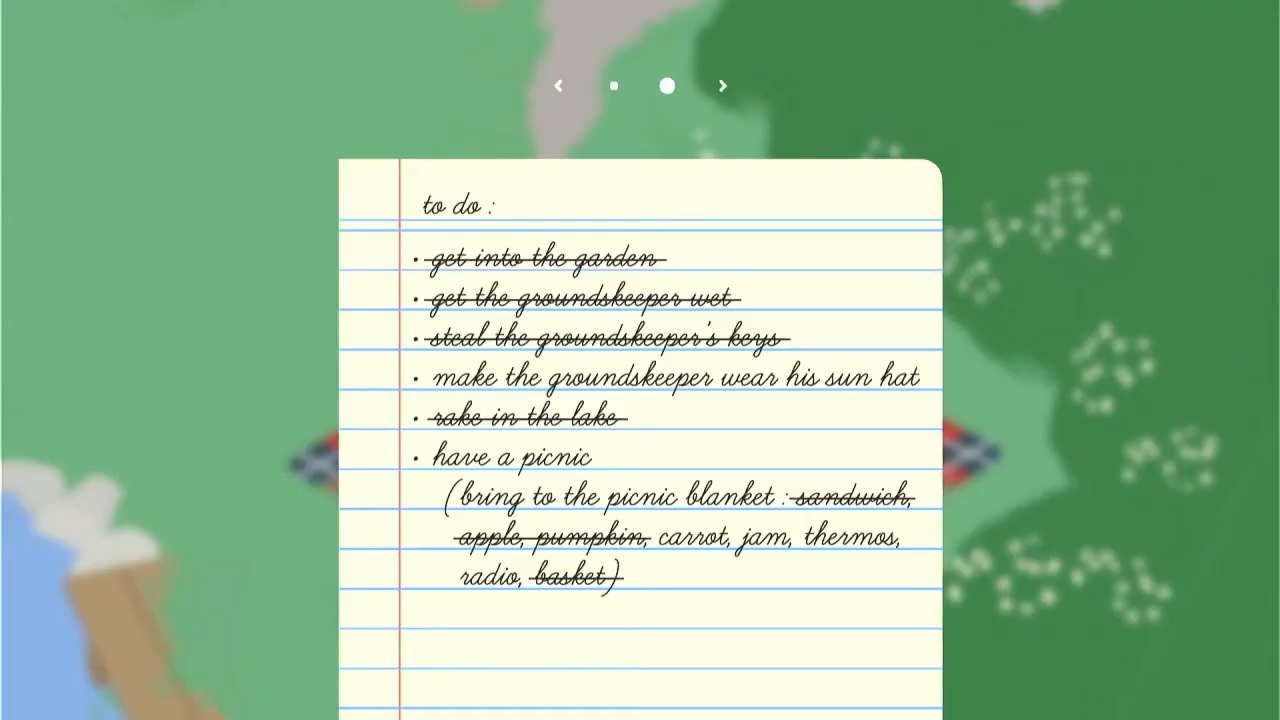 to do :
• get into the garden
• get the groundskeeper wet
• steal the groundskeeper's keys
• make the groundskeeper wear his sun hat
• rake in the lake
• have a picnic
(bring to the picnic blanket : sandwich,
apple, pumpkin, carrot, jam, thermos,
radio, basket)